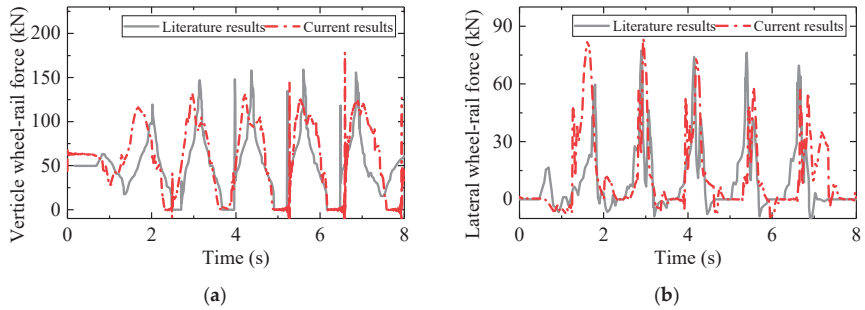 Literature results Current results
Verticle wheel-rail force (kN)
250
200
150
100
50
0
0 2 4 6 8
Time (s)
(a)
Literature results Current results
Lateral wheel-rail force (kN)
90
60
30
0
0 2 4 6 8
Time (s)
(b)